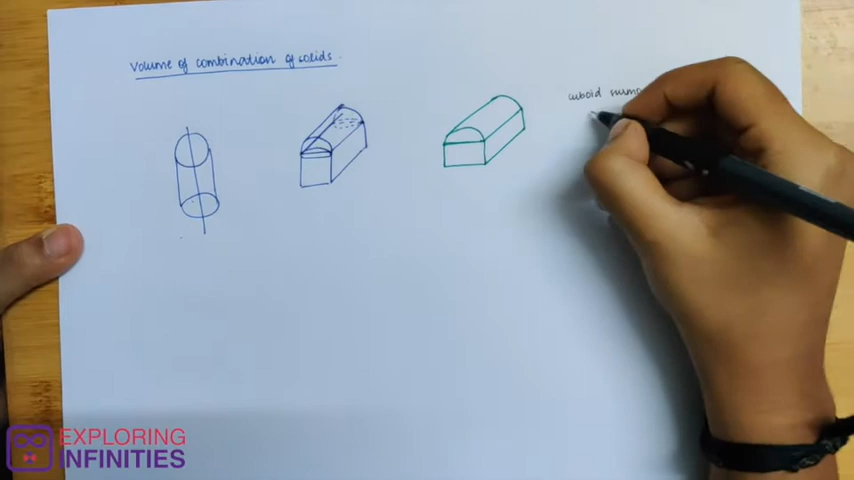 Volume of combination of solids.
cuboid
EXPLORING
INFINITIES